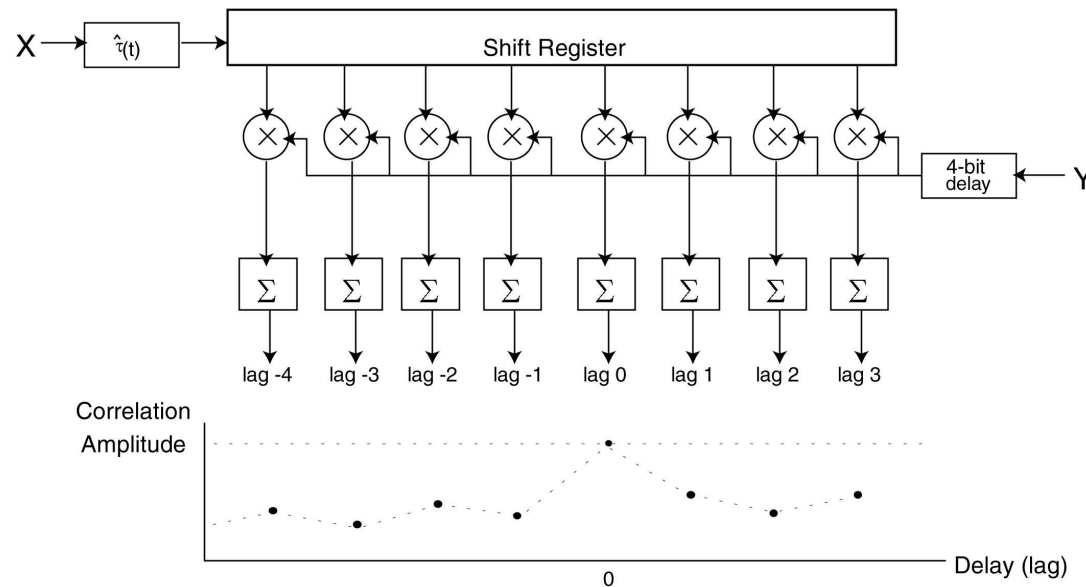 X
τ̂(t)
Shift Register
× × × × × × × ×
4-bit
delay
Y
Σ Σ Σ Σ Σ Σ Σ Σ
lag -4 lag -3 lag -2 lag -1 lag 0 lag 1 lag 2 lag 3
Correlation
Amplitude
Delay (lag)
0